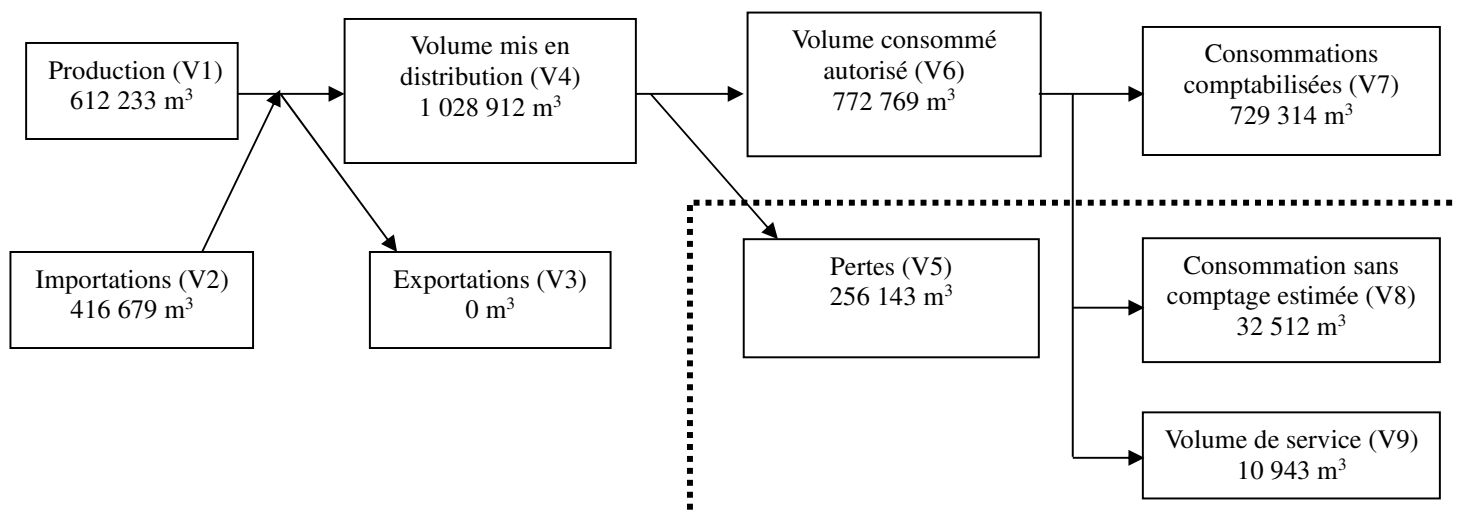 Production (V1)
612 233 m³
Volume mis en
distribution (V4)
1 028 912 m³
Volume consommé
autorisé (V6)
772 769 m³
Consommations
comptabilisées (V7)
729 314 m³
Importations (V2)
416 679 m³
Exportations (V3)
0 m³
Pertes (V5)
256 143 m³
Consommation sans
comptage estimée (V8)
32 512 m³
Volume de service (V9)
10 943 m³